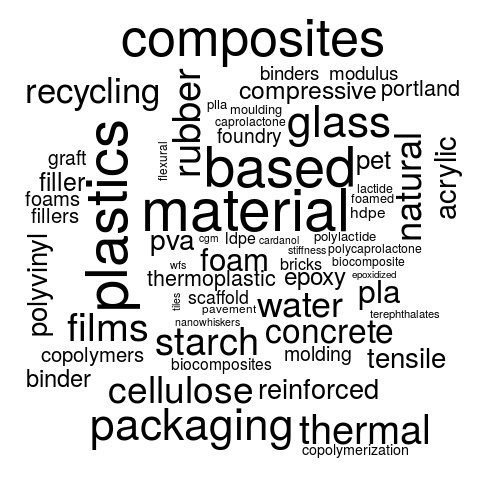 composites
binders
modulus
recycling
rubber
compressive
portland
plla
moulding
caprolactone
glass
foundry
natural
acrylic
plastics
graft
flexural
based
pet
filler
foams
fillers
lactide
foamed
hdpe
material
polyvinyl
pva
cgm
ldpe
cardanol
polylactide
stiffness
polycaprolactone
foam
biocomposite
wfs
thermoplastic
bricks
epoxy
epoxidized
tiles
scaffold
water
pla
pavement
terephthalates
nanowhiskers
films
starch
concrete
copolymers
biocomposites
molding
tensile
binder
cellulose
reinforced
packaging
thermal
copolymerization